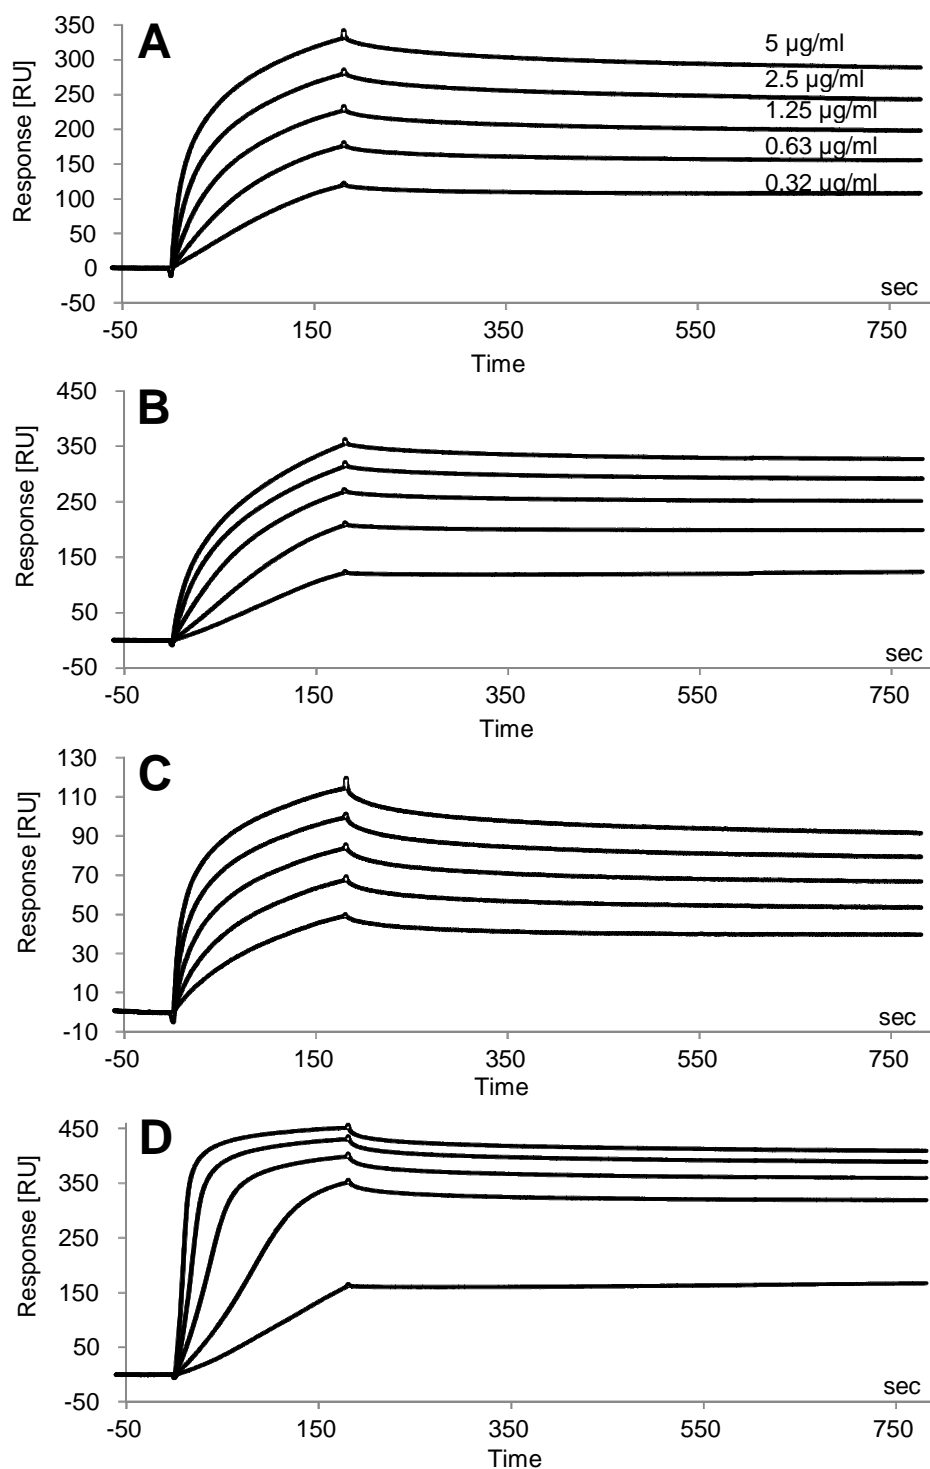 A
350
300
250
200
150
100
50
0
-50
Response [RU]
5 µg/ml
2.5 µg/ml
1.25 µg/ml
0.63 µg/ml
0.32 µg/ml
sec
-50 150 350 550 750
Time
B
450
350
250
150
50
-50
Response [RU]
sec
-50 150 350 550 750
Time
C
130
110
90
70
50
30
10
-10
Response [RU]
sec
-50 150 350 550 750
Time
D
450
350
250
150
50
-50
Response [RU]
sec
-50 150 350 550 750
Time